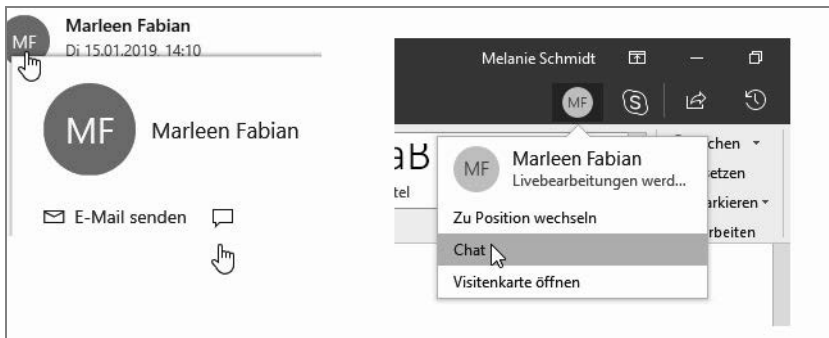 Marleen Fabian
MF
Di 15.01.2019 14:10
MF
Marleen Fabian
E-Mail senden
Melanie Schmidt
MF
aB
tel
chen
etzen
arkieren
rbeiten
MF
Marleen Fabian
Livebearbeitungen werd...
Zu Position wechseln
Chat
Visitenkarte öffnen